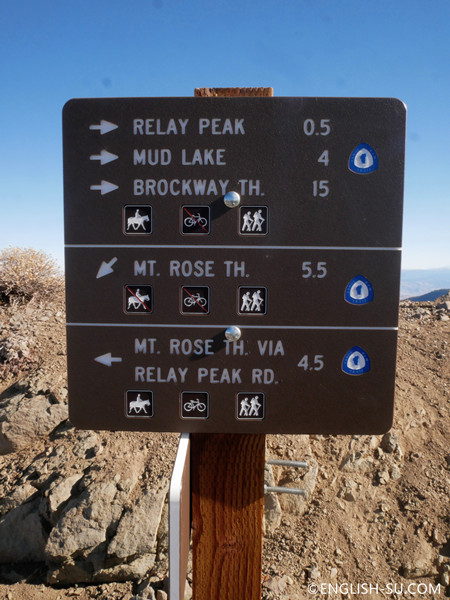 RELAY PEAK 0.5
MUD LAKE 4
BROCKWAY TH. 15
MT. ROSE TH. 5.5
MT. ROSE TH. VIA
RELAY PEAK RD. 4.5
©ENGLISH-SU.COM